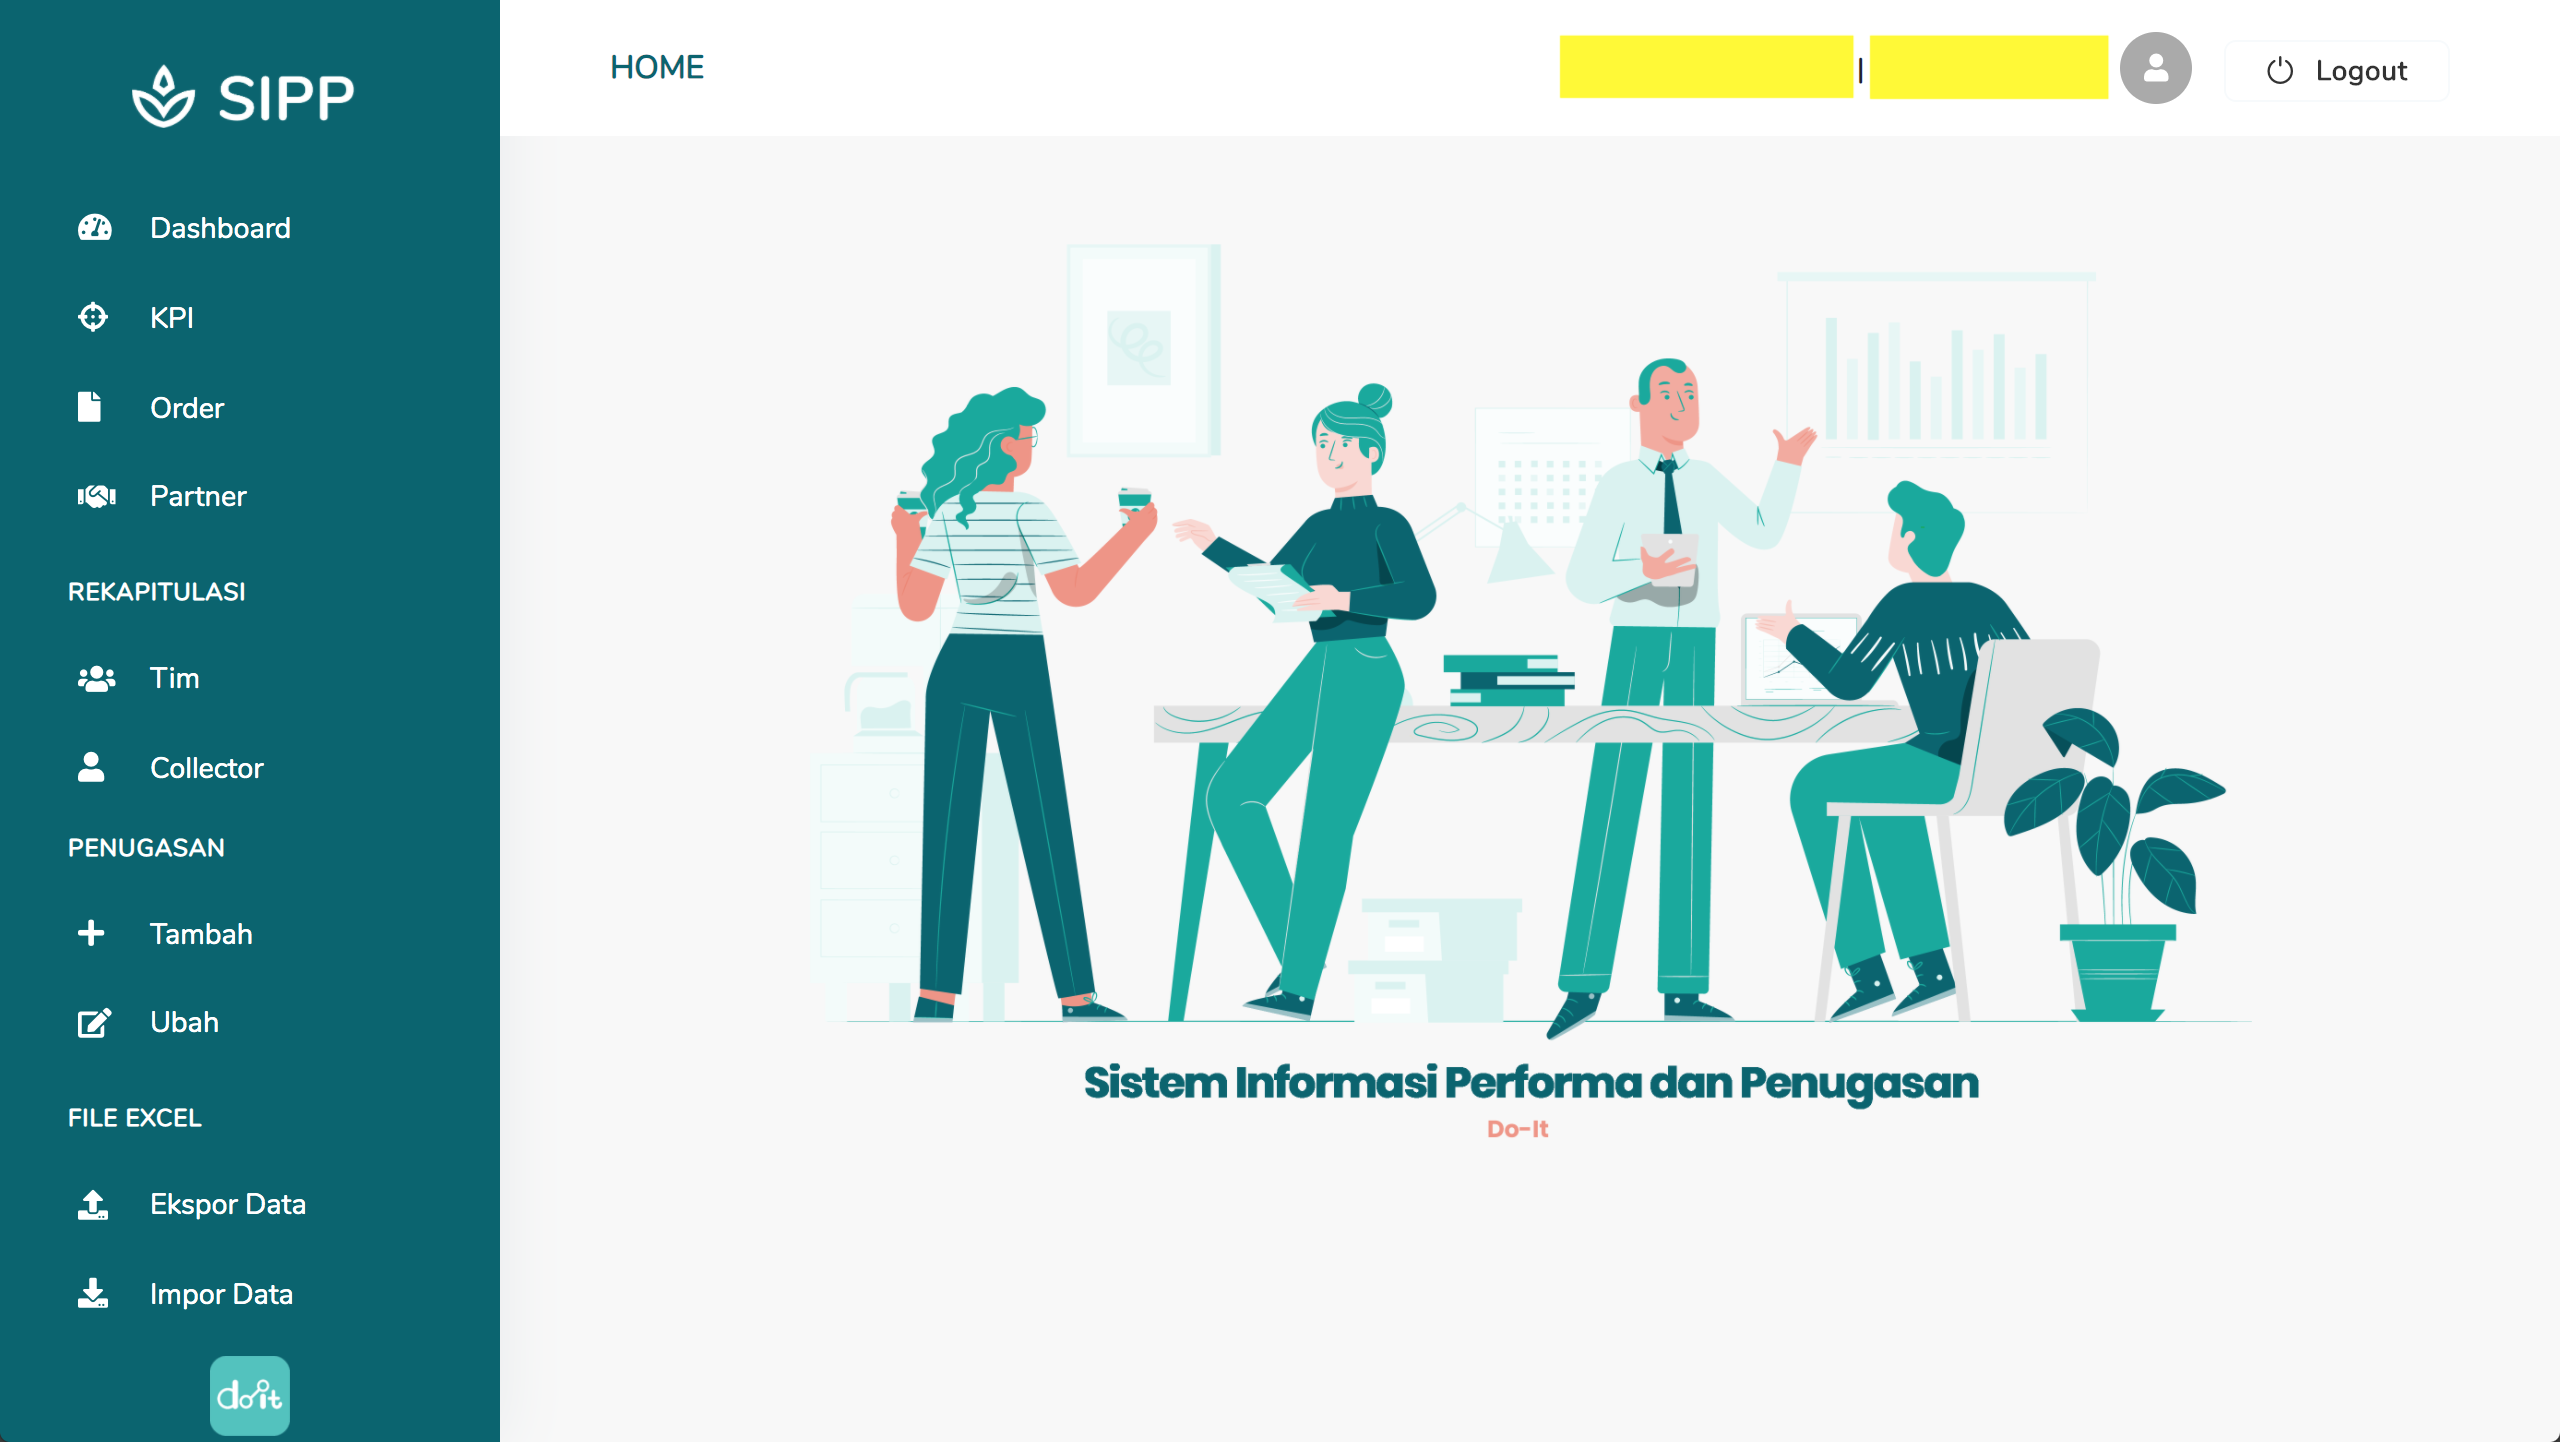 SIPP
Dashboard
KPI
Order
Partner
REKAPITULASI
Tim
Collector
PENUGASAN
Tambah
Ubah
FILE EXCEL
Ekspor Data
Impor Data
doit
HOME
|
Logout
Sistem Informasi Performa dan Penugasan
Do-It